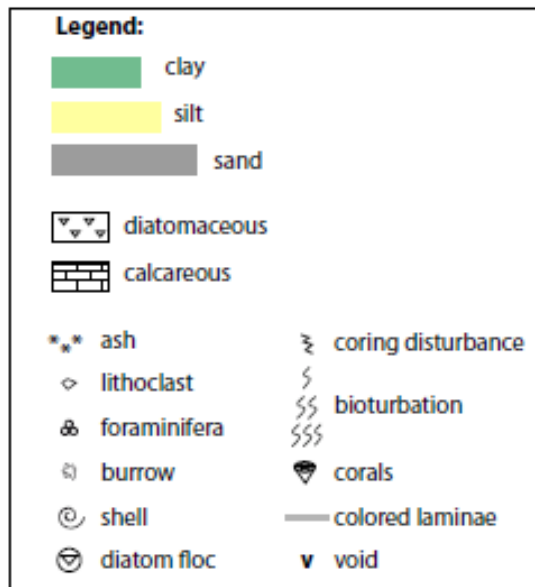 Legend:
clay
silt
sand
diatomaceous
calcareous
ash
lithoclast
foraminifera
burrow
shell
diatom floc
coring disturbance
bioturbation
corals
colored laminae
v void